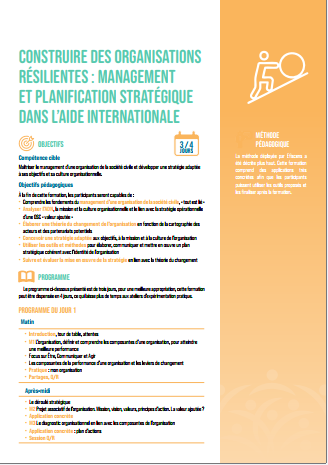 CONSTRUIRE DES ORGANISATIONS
RÉSILIENTES : MANAGEMENT
ET PLANIFICATION STRATÉGIQUE
DANS L'AIDE INTERNATIONALE
OBJECTIFS
3 / 4
JOURS
Compétence cible
Maîtriser le management d'une organisation de la société civile et développer une stratégie adaptée
à ses objectifs et sa culture organisationnelle.
Objectifs pédagogiques
À la fin de cette formation, les participants seront capables de :
- Comprendre les fondements du management d'une organisation de la société civile, « tout est lié »
- Analyser l'ADN, la mission et la culture organisationnelle et le lien avec la stratégie opérationnelle
d'une OSC « valeur ajoutée »
- Élaborer une théorie de changement de l'organisation en fonction de la cartographie des
acteurs et des partenariats potentiels
- Concevoir une stratégie adaptée aux objectifs, à la mission et à la culture de l'organisation
- Utiliser les outils et méthodes pour élaborer, communiquer et mettre en œuvre un plan
stratégique cohérent avec l'identité de l'organisation
- Suivre et évaluer la mise en œuvre de la stratégie en lien avec la théorie du changement
PROGRAMME
Le programme ci-dessous présenté est de trois jours, pour une meilleure appropriation, cette formation
peut être dispensée en 4 jours, ce qui laisse plus de temps aux ateliers d'expérimentation pratique.
PROGRAMME DU JOUR 1
Matin
- Introduction, tour de table, attentes
- L'organisation, définir et comprendre les composantes d'une organisation, pour atteindre
une meilleure performance
- Focus sur Être, Communiquer et Agir
- Les composantes de la performance d'une organisation et les leviers de changement
- Pratique : mon organisation
- Partages, Q/R
Après-midi
- Le déroulé stratégique
- Projet associatif de l'organisation. Mission, vision, valeurs, principes d'action. La valeur ajoutée ?
- Application concrète
- Le diagnostic organisationnel en lien avec les composantes de l'organisation
- Application concrète : plan d'actions
- Session Q/R
MÉTHODE
PÉDAGOGIQUE
La méthode déployée par
a été décrite plus haut. Cette formation
comprend des applications très
concrètes afin que les participants
puissent utiliser les outils proposés et
les finaliser après la formation.